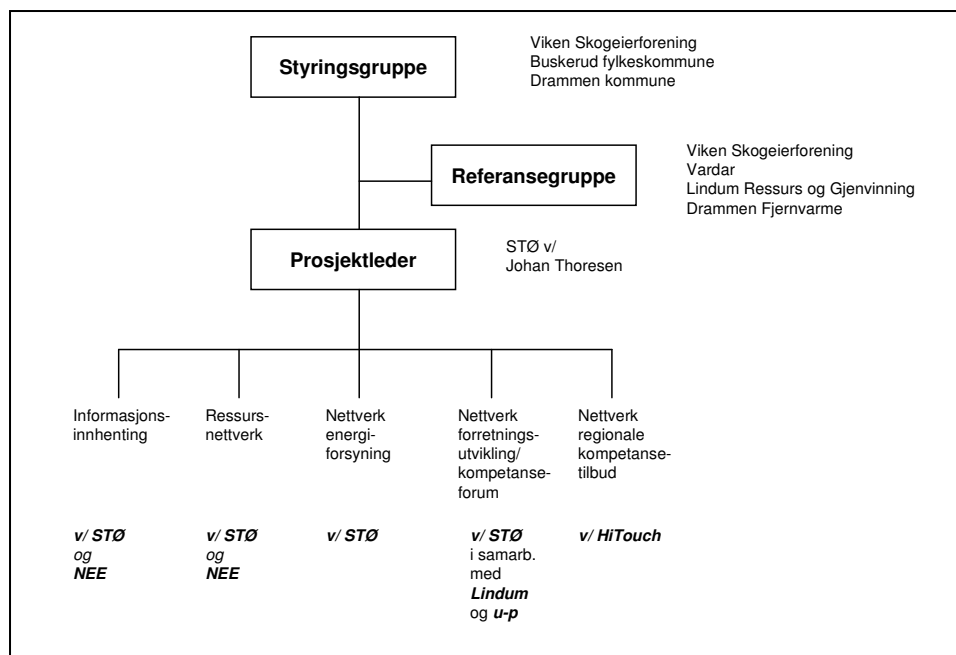 Styringsgruppe
Viken Skogeierforening
Buskerud fylkeskommune
Drammen kommune
Referansegruppe
Viken Skogeierforening
Vardar
Lindum Ressurs og Gjenvinning
Drammen Fjernvarme
Prosjektleder
STØ v/
Johan Thoresen
Informasjons-
innhenting
v/ STØ
og
NEE
Ressurs-
nettverk
v/ STØ
og
NEE
Nettverk
energi-
forsyning
v/ STØ
Nettverk
forretnings-
utvikling/
kompetanse-
forum
v/ STØ
i samarb.
med
Lindum
og u-p
Nettverk
regionale
kompetanse-
tilbud
v/ HiTouch